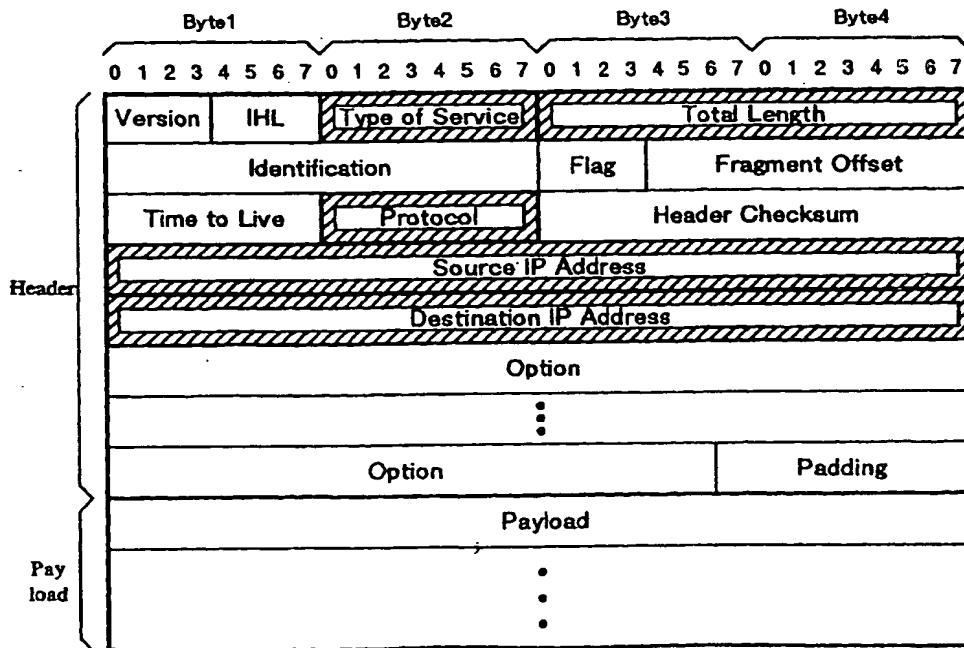 Byte1 Byte2 Byte3 Byte4
0 1 2 3 4 5 6 7 0 1 2 3 4 5 6 7 0 1 2 3 4 5 6 7 0 1 2 3 4 5 6 7
Version IHL Type of Service Total Length
Identification Flag Fragment Offset
Time to Live Protocol Header Checksum
Source IP Address
Header
Destination IP Address
Option
Option Padding
Payload
Pay
load